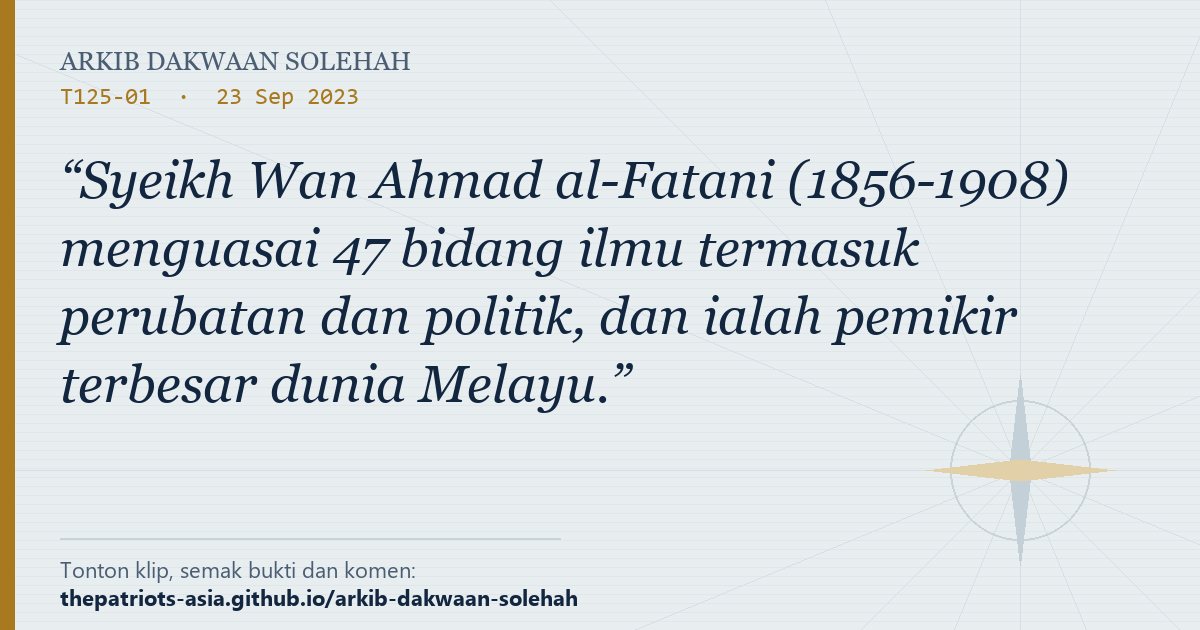 ARKIB DAKWAAN SOLEHAH
T125-01 · 23 Sep 2023
“Syeikh Wan Ahmad al-Fatani (1856-1908)
menguasai 47 bidang ilmu termasuk
perubatan dan politik, dan ialah pemikir
terbesar dunia Melayu.”
Tonton klip, semak bukti dan komen:
thepatriots-asia.github.io/arkib-dakwaan-solehah